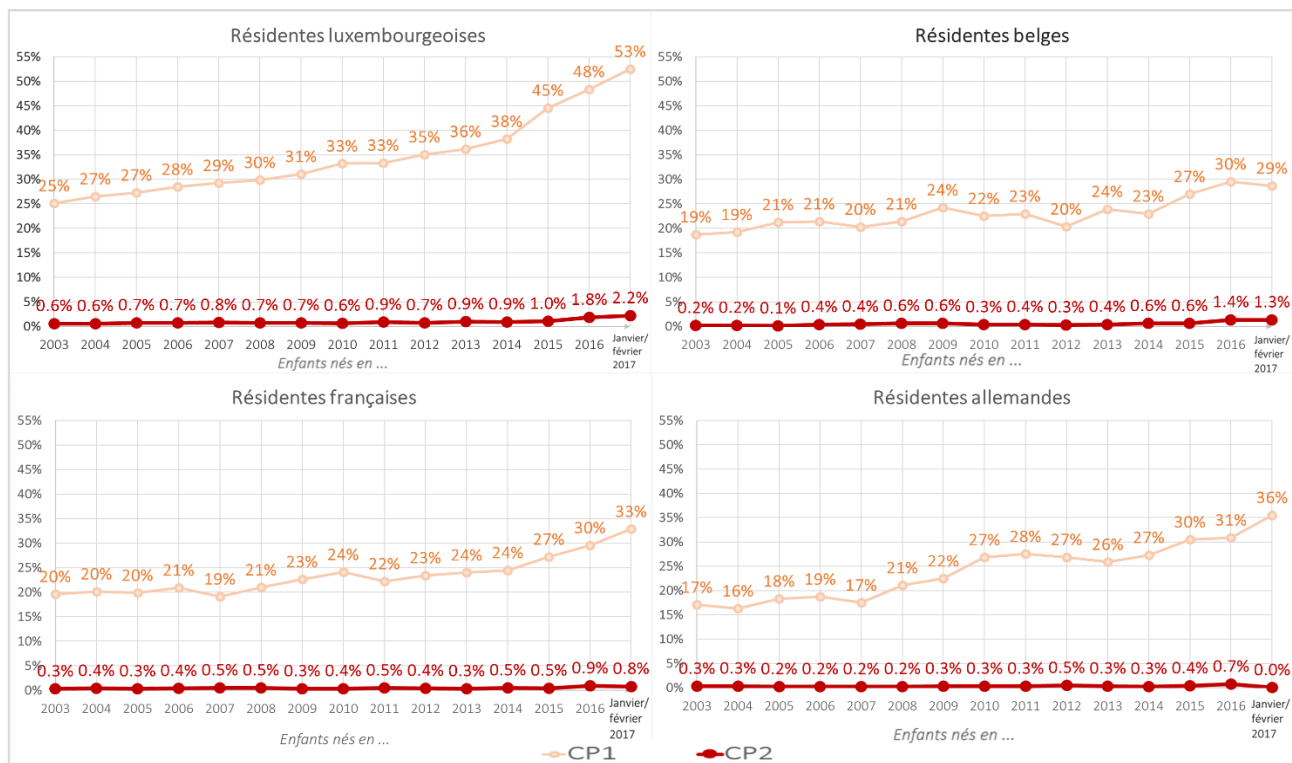 Résidentes luxembourgeoises
55%
50%
45%
40%
35%
30%
25%
20%
15%
10%
5%
0%
25% 27% 27% 28% 29% 30% 31% 33% 33% 35% 36% 38% 45% 48% 53%
0.6% 0.6% 0.7% 0.7% 0.8% 0.7% 0.7% 0.6% 0.9% 0.7% 0.9% 0.9% 1.0% 1.8% 2.2%
2003 2004 2005 2006 2007 2008 2009 2010 2011 2012 2013 2014 2015 2016 Janvier/
février
2017
Enfants nés en ...
Résidentes belges
55%
50%
45%
40%
35%
30%
25%
20%
15%
10%
5%
0%
19% 19% 21% 21% 20% 21% 24% 22% 23% 20% 24% 23% 27% 30% 29%
0.2% 0.2% 0.1% 0.4% 0.4% 0.6% 0.6% 0.3% 0.4% 0.3% 0.4% 0.6% 0.6% 1.4% 1.3%
2003 2004 2005 2006 2007 2008 2009 2010 2011 2012 2013 2014 2015 2016 Janvier/
février
2017
Enfants nés en ...
Résidentes françaises
55%
50%
45%
40%
35%
30%
25%
20%
15%
10%
5%
0%
20% 20% 20% 21% 19% 21% 23% 24% 22% 23% 24% 24% 27% 30% 33%
0.3% 0.4% 0.3% 0.4% 0.5% 0.5% 0.3% 0.4% 0.5% 0.4% 0.3% 0.5% 0.5% 0.9% 0.8%
2003 2004 2005 2006 2007 2008 2009 2010 2011 2012 2013 2014 2015 2016 Janvier/
février
2017
Enfants nés en ...
Résidentes allemandes
55%
50%
45%
40%
35%
30%
25%
20%
15%
10%
5%
0%
17% 16% 18% 19% 17% 21% 22% 27% 28% 27% 26% 27% 30% 31% 36%
0.3% 0.3% 0.2% 0.2% 0.2% 0.2% 0.3% 0.3% 0.3% 0.5% 0.3% 0.3% 0.4% 0.7% 0.0%
2003 2004 2005 2006 2007 2008 2009 2010 2011 2012 2013 2014 2015 2016 Janvier/
février
2017
Enfants nés en ...
CP1 CP2